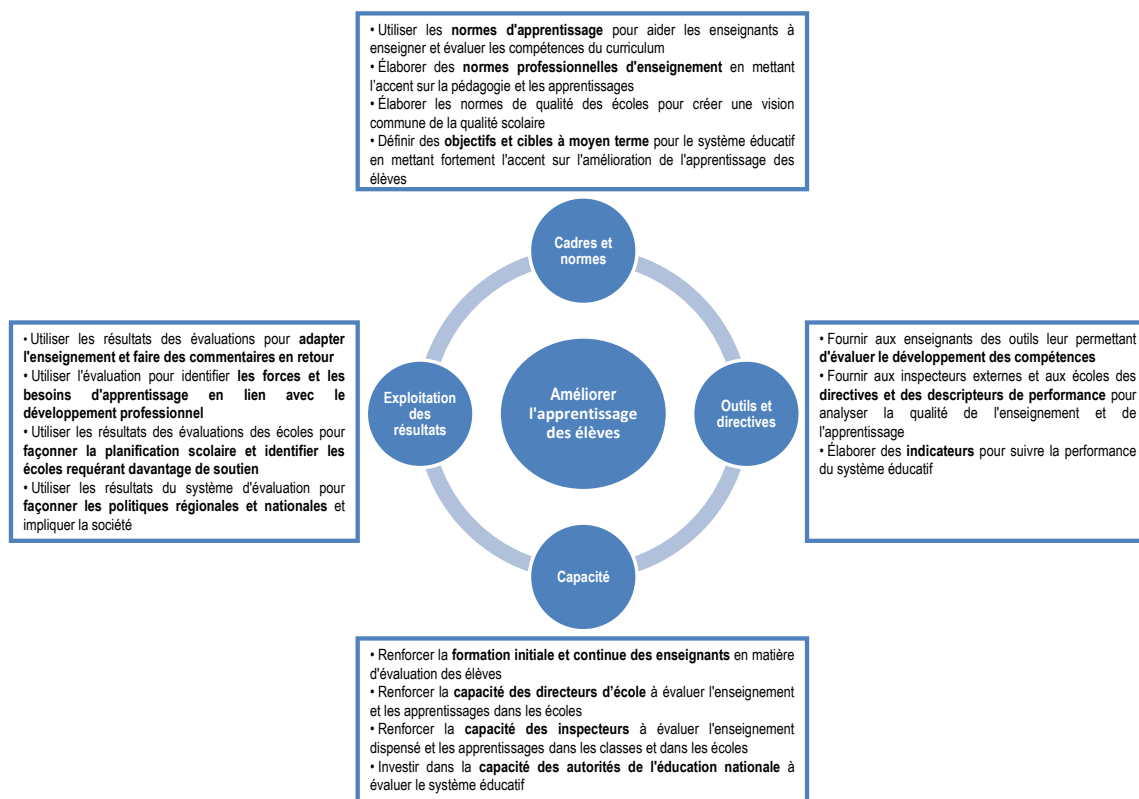 • Utiliser les normes d'apprentissage pour aider les enseignants à
enseigner et évaluer les compétences du curriculum
• Élaborer des normes professionnelles d'enseignement en mettant
l'accent sur la pédagogie et les apprentissages
• Élaborer les normes de qualité des écoles pour créer une vision
commune de la qualité scolaire
• Définir des objectifs et cibles à moyen terme pour le système éducatif
en mettant fortement l'accent sur l'amélioration de l'apprentissage des
élèves
Cadres et
normes
• Utiliser les résultats des évaluations pour adapter
l'enseignement et faire des commentaires en retour
• Utiliser l'évaluation pour identifier les forces et les
besoins d'apprentissage en lien avec le
développement professionnel
• Utiliser les résultats des évaluations des écoles pour
façonner la planification scolaire et identifier les
écoles requérant davantage de soutien
• Utiliser les résultats du système d'évaluation pour
façonner les politiques régionales et nationales et
impliquer la société
Exploitation
des
résultats
Améliorer
l'apprentissage
des élèves
Outils et
directives
• Fournir aux enseignants des outils leur permettant
d'évaluer le développement des compétences
• Fournir aux inspecteurs externes et aux écoles des
directives et des descripteurs de performance pour
analyser la qualité de l'enseignement et de
l'apprentissage
• Élaborer des indicateurs pour suivre la performance
du système éducatif
Capacité
• Renforcer la formation initiale et continue des enseignants en matière
d'évaluation des élèves
• Renforcer la capacité des directeurs d'école à évaluer l'enseignement
et les apprentissages dans les écoles
• Renforcer la capacité des inspecteurs à évaluer l'enseignement
dispensé et les apprentissages dans les classes et dans les écoles
• Investir dans la capacité des autorités de l'éducation nationale à
évaluer le système éducatif